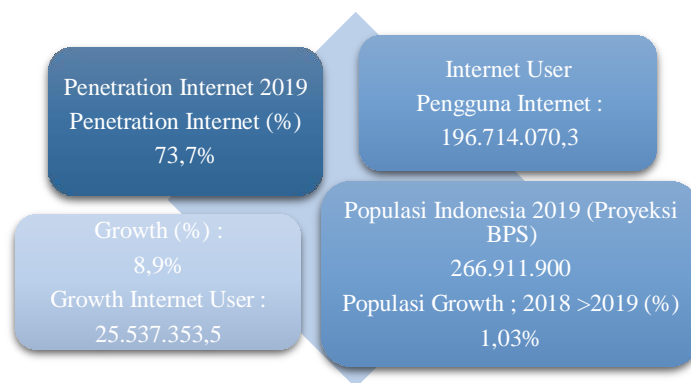 Penetration Internet 2019
Penetration Internet (%)
73,7%
Internet User
Pengguna Internet :
196.714.070,3
Growth (%) :
8,9%
Growth Internet User :
25.537.353,5
Populasi Indonesia 2019 (Proyeksi
BPS)
266.911.900
Populasi Growth ; 2018 >2019 (%)
1,03%